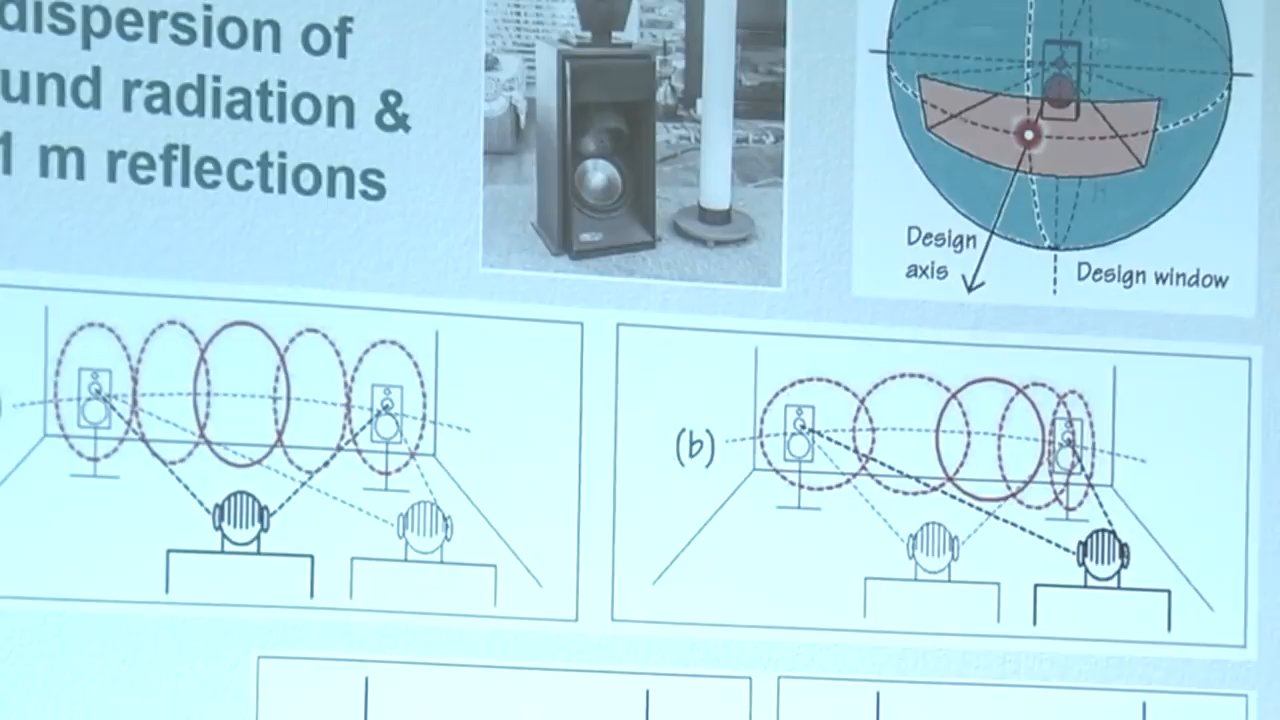 dispersion of
und radiation &
1 m reflections
Design
axis
Design window
(b)